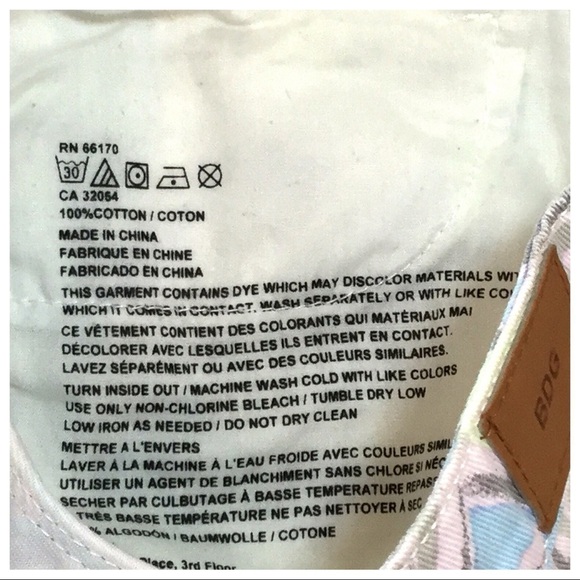 RN 66170
30
CA 32054
100%COTTON / COTON
MADE IN CHINA
FABRIQUE EN CHINE
FABRICADO EN CHINA
THIS GARMENT CONTAINS DYE WHICH MAY DISCOLOR MATERIALS
WHICH IT COMES IN CONTACT. WASH SEPARATELY OR WITH LIKE
CE VÊTEMENT CONTIENT DES COLORANTS QUI MATÉRIAUX MAI
DÉCOLORER AVEC LESQUELLES ILS ENTRENT EN CONTACT.
LAVEZ SÉPARÉMENT OU AVEC DES COULEURS SIMILAIRES.
TURN INSIDE OUT / MACHINE WASH COLD WITH LIKE COLORS
USE ONLY NON-CHLORINE BLEACH / TUMBLE DRY LOW
LOW IRON AS NEEDED / DO NOT DRY CLEAN
METTRE A L'ENVERS
LAVER À LA MACHINE À L'EAU FROIDE AVEC COULEURS
UTILISER UN AGENT DE BLANCHIMENT SANS CHLORE SI
SECHER PAR CULBUTAGE À BASSE TEMPERATURE
TRÈS BASSE TEMPÉRATURE NE PAS NETTOYER À SEC
% ALGODÓN / BAUMWOLLE / COTONE
Place, 3rd Floor
BDG